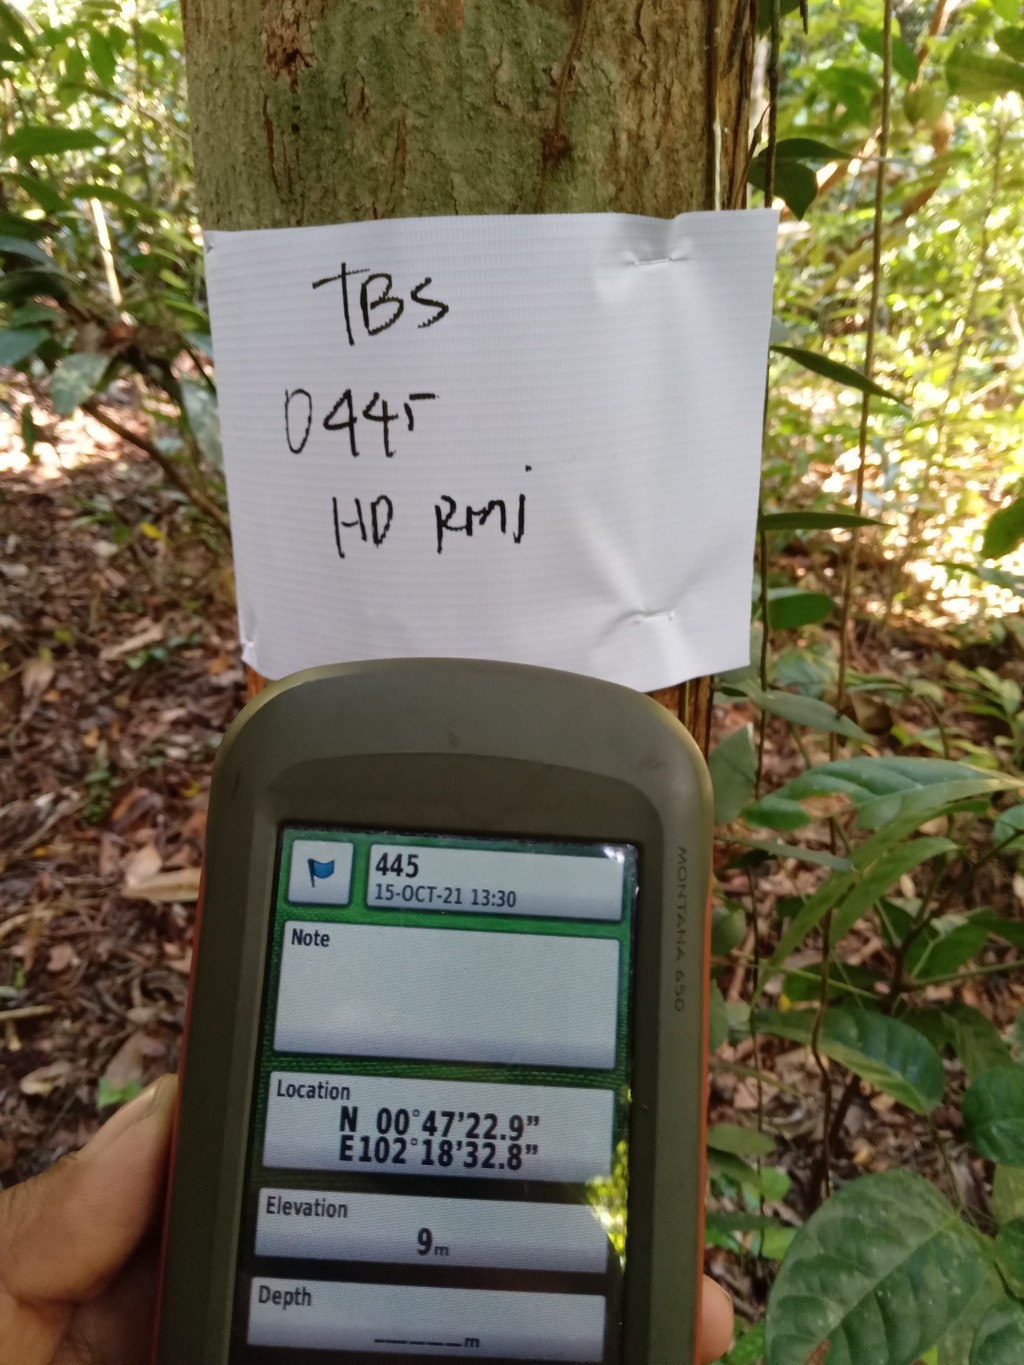 TBS
0445
HD RMJ
MONTANA 650
445
15-OCT-21 13:30
Note
Location
N 00°47'22.9"
E102°18'32.8"
Elevation
9m
Depth
_____m